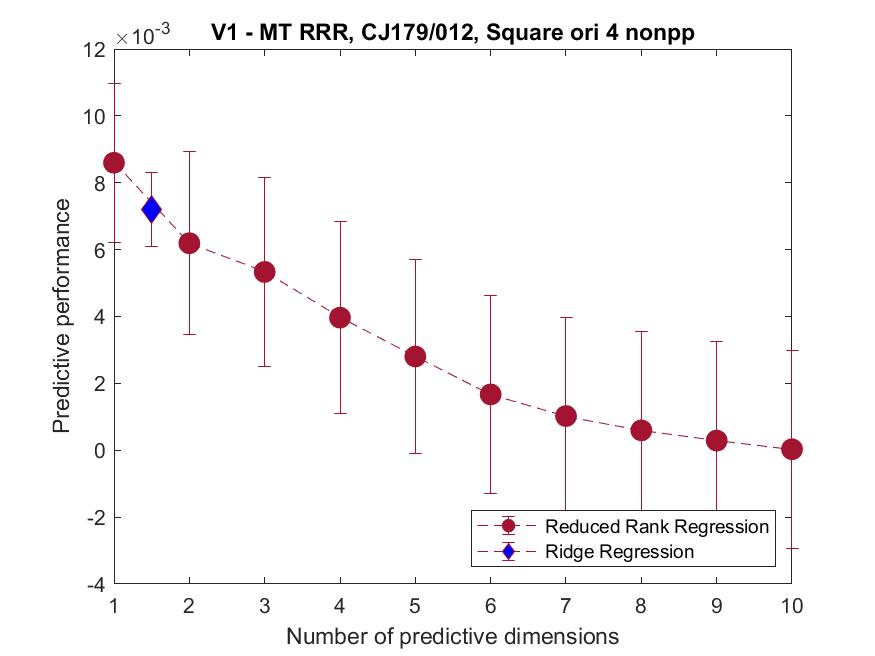 V1 - MT RRR, CJ179/012, Square ori 4 nonpp
×10-3
12
10
8
6
4
2
0
-2
-4
Predictive performance
Reduced Rank Regression
Ridge Regression
1 2 3 4 5 6 7 8 9 10
Number of predictive dimensions